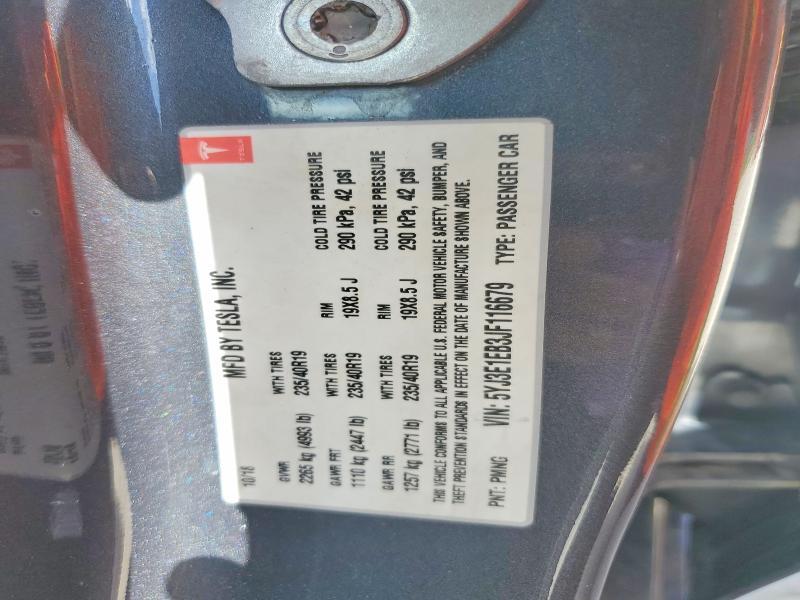 TESLA
MFD BY TESLA, INC.
10/18
GVWR WITH TIRES RIM COLD TIRE PRESSURE
2265 kg (4993 lb) 235/40R19 19X8.5 J 290 kPa, 42 psi
GAWR FRT WITH TIRES RIM COLD TIRE PRESSURE
1110 kg (2447 lb) 235/40R19 19X8.5 J 290 kPa, 42 psi
GAWR RR
1257 kg (2771 lb) 235/40R19
THIS VEHICLE CONFORMS TO ALL APPLICABLE U.S. FEDERAL MOTOR VEHICLE SAFETY, BUMPER, AND
THEFT PREVENTION STANDARDS IN EFFECT ON THE DATE OF MANUFACTURE SHOWN ABOVE.
VIN: 5YJ3E1EB3JF116679
PNT: PMNG TYPE: PASSENGER CAR